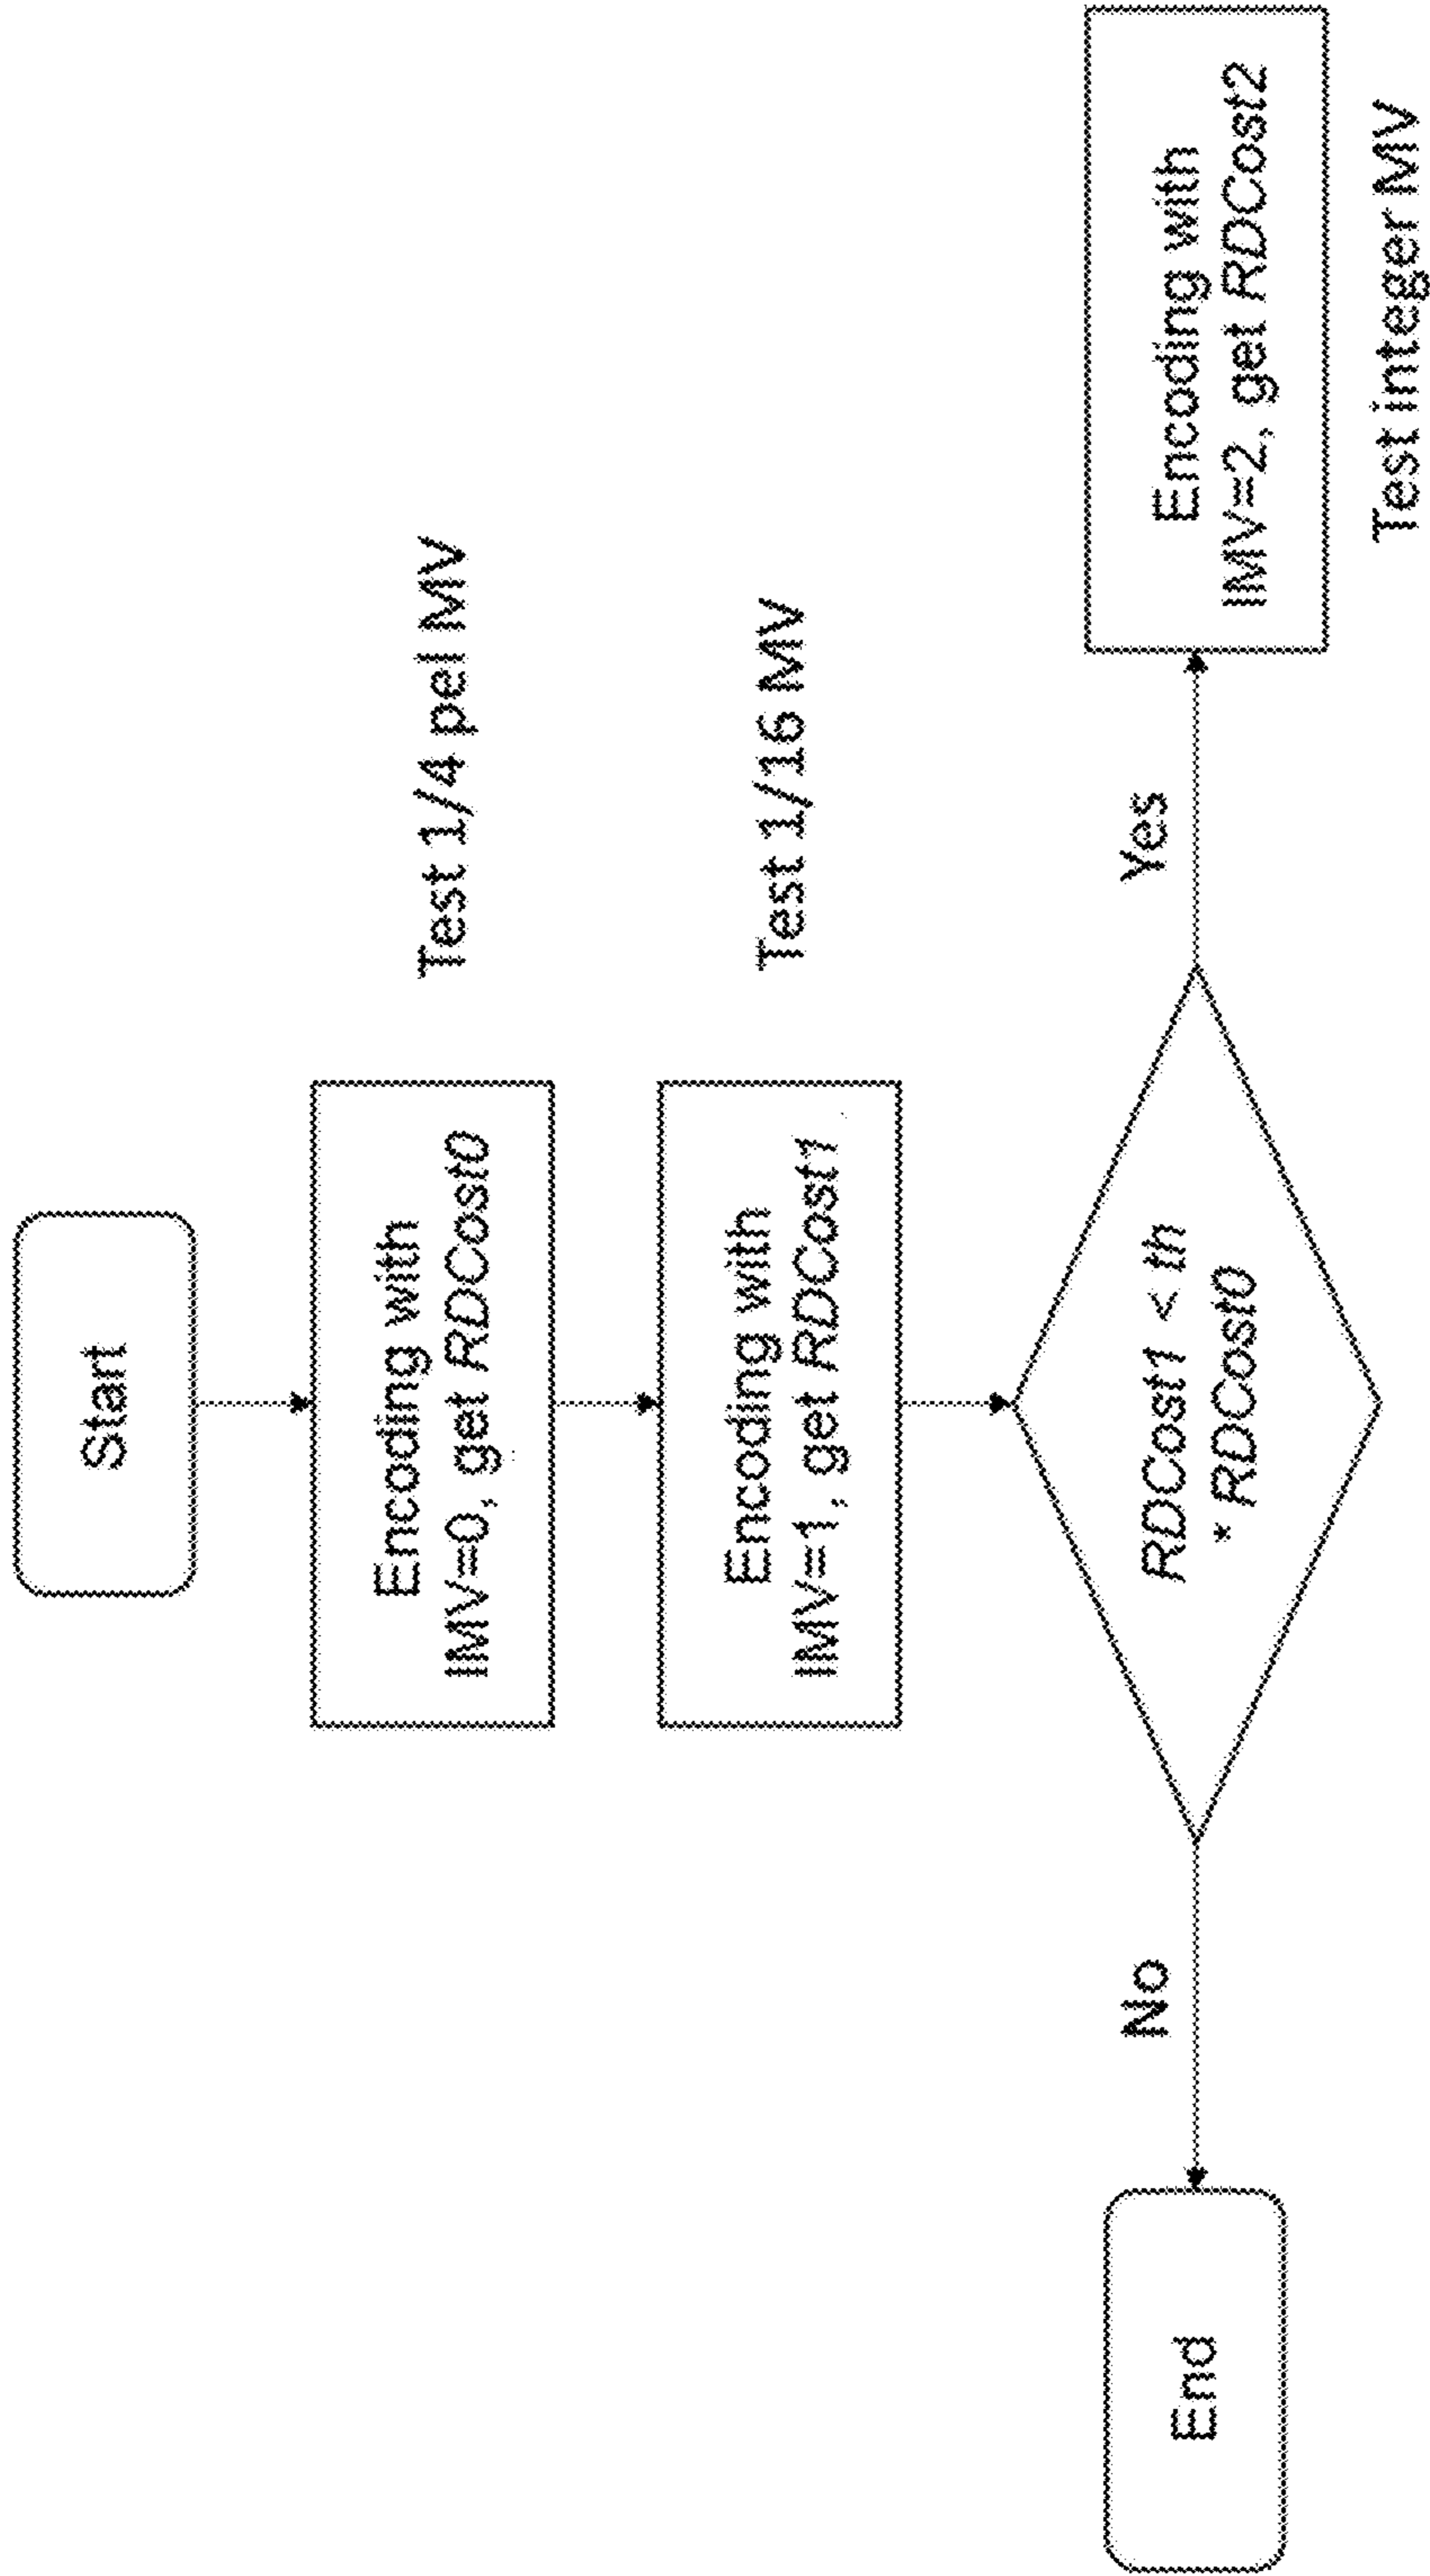 Start
Encoding with
IMV=0, get RDCost0
Test 1/4 pel MV
Encoding with
IMV=1, get RDCost1
Test 1/16 MV
RDCost1 < th
* RDCost0
No
Yes
End
Encoding with
IMV=2, get RDCost2
Test integer MV